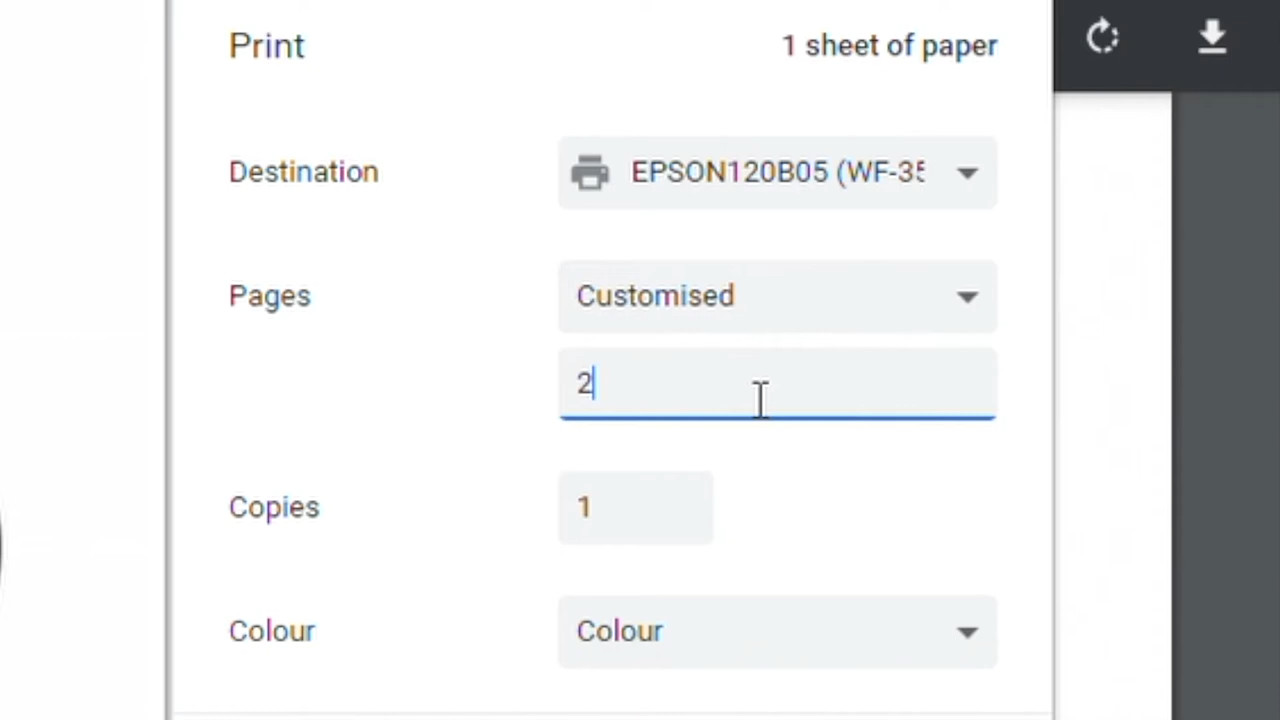 Print
1 sheet of paper
Destination
EPSON120B05 (WF-35
Pages
Customised
2
Copies
1
Colour
Colour